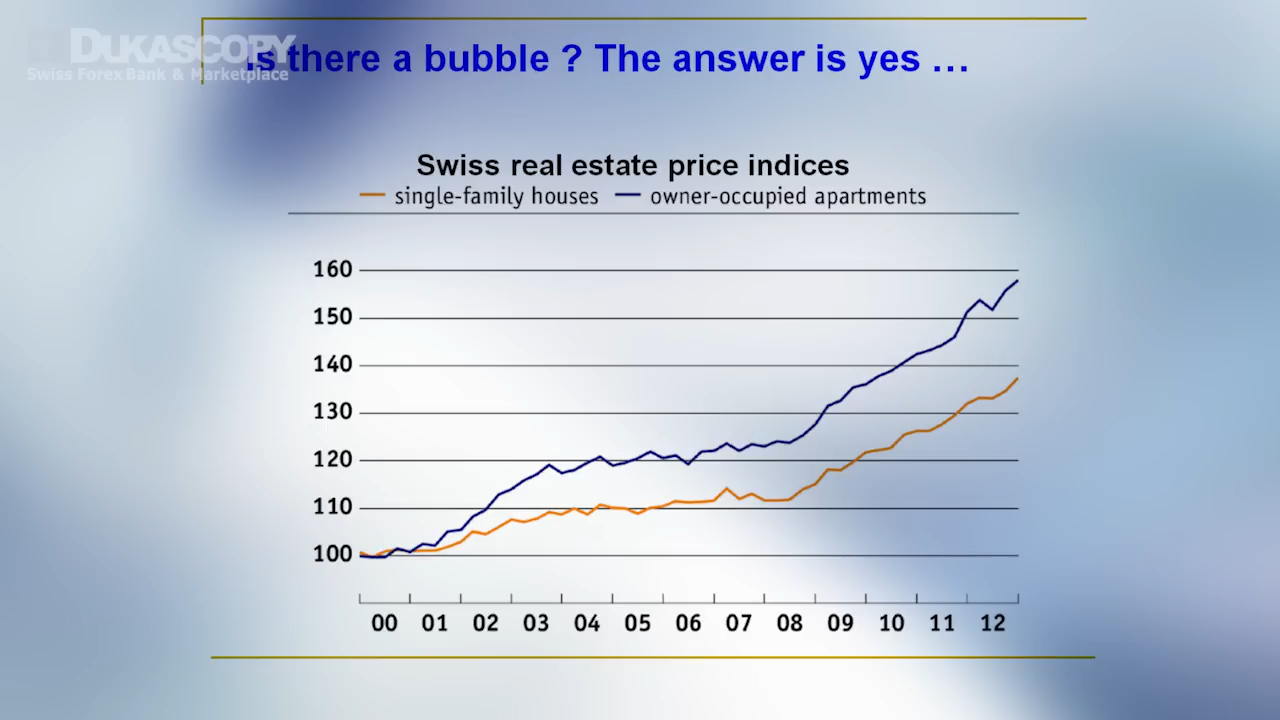 DUKASCOPY
Swiss Forex Bank & Marketplace
Is there a bubble ? The answer is yes …
Swiss real estate price indices
single-family houses owner-occupied apartments
160
150
140
130
120
110
100
00 01 02 03 04 05 06 07 08 09 10 11 12